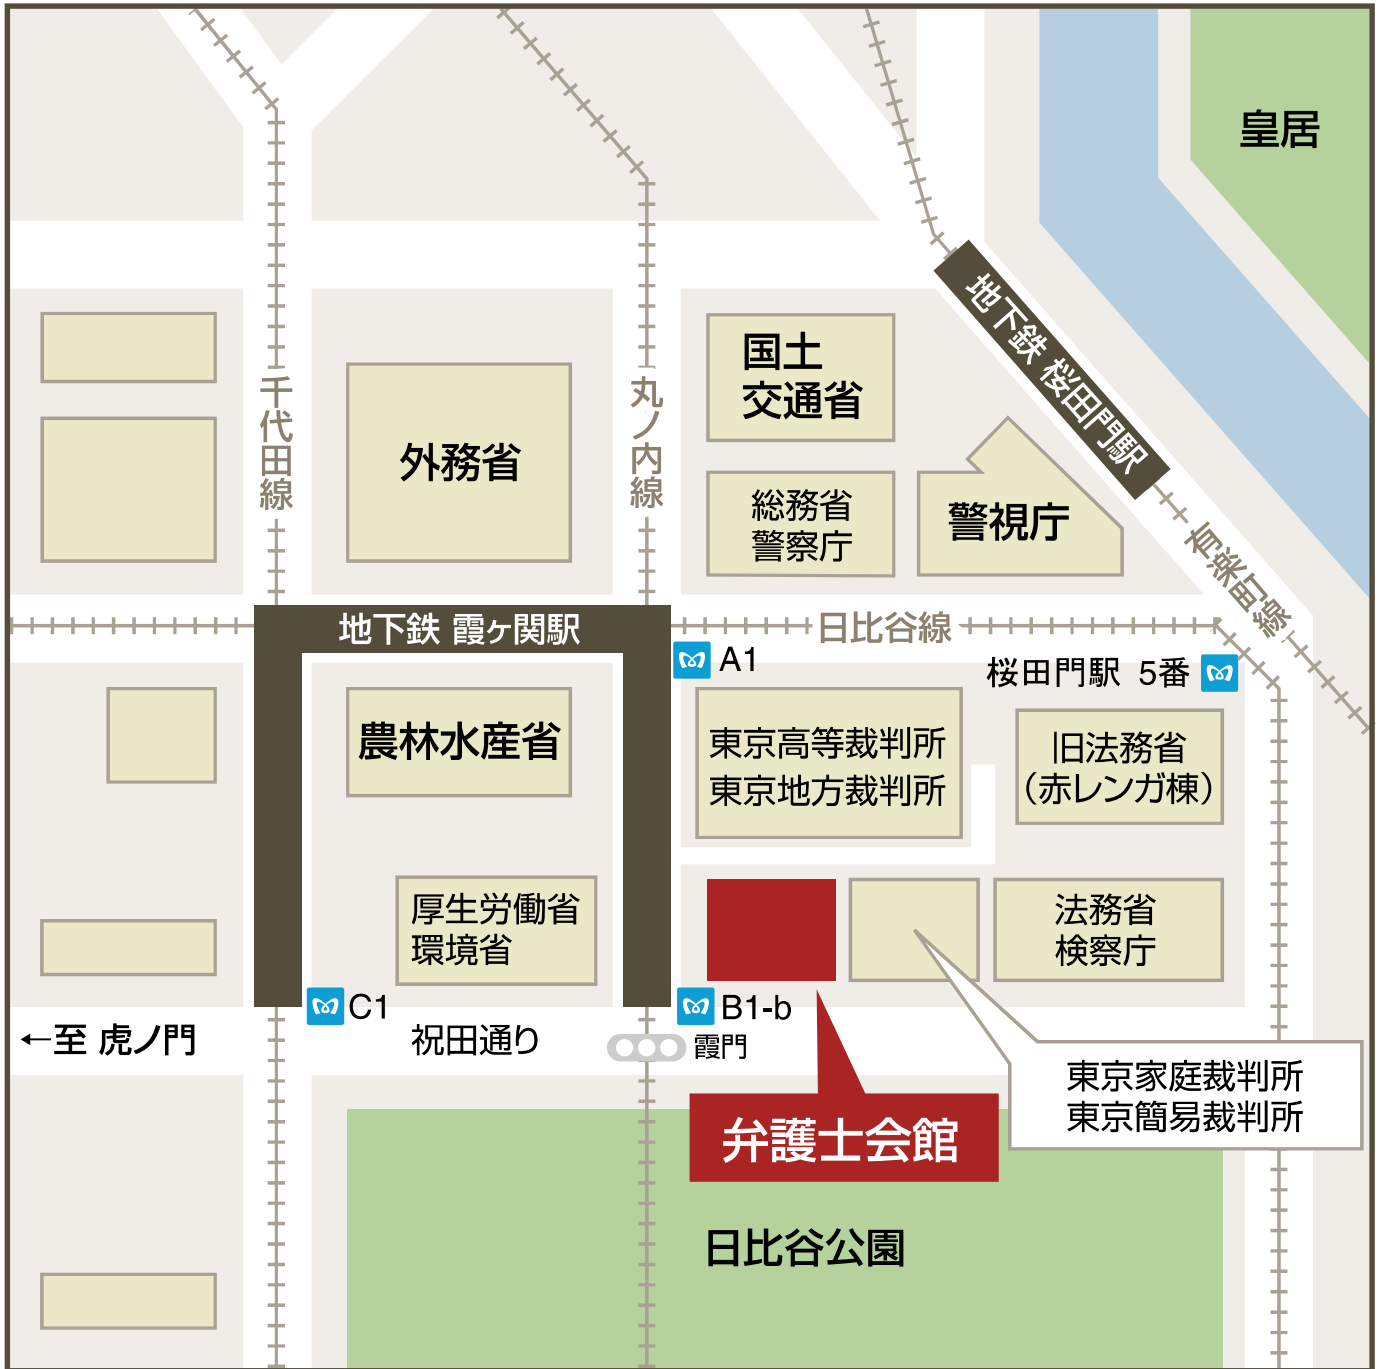 皇居
地下鉄 桜田門駅
国土
交通省
千代田線
丸ノ内線
外務省
総務省
警察庁
警視庁
有楽町線
地下鉄 霞ヶ関駅
日比谷線
A1
桜田門駅 5番
農林水産省
東京高等裁判所
東京地方裁判所
旧法務省
(赤レンガ棟)
厚生労働省
環境省
法務省
検察庁
C1
B1-b
←至 虎ノ門
祝田通り
霞門
東京家庭裁判所
東京簡易裁判所
弁護士会館
日比谷公園